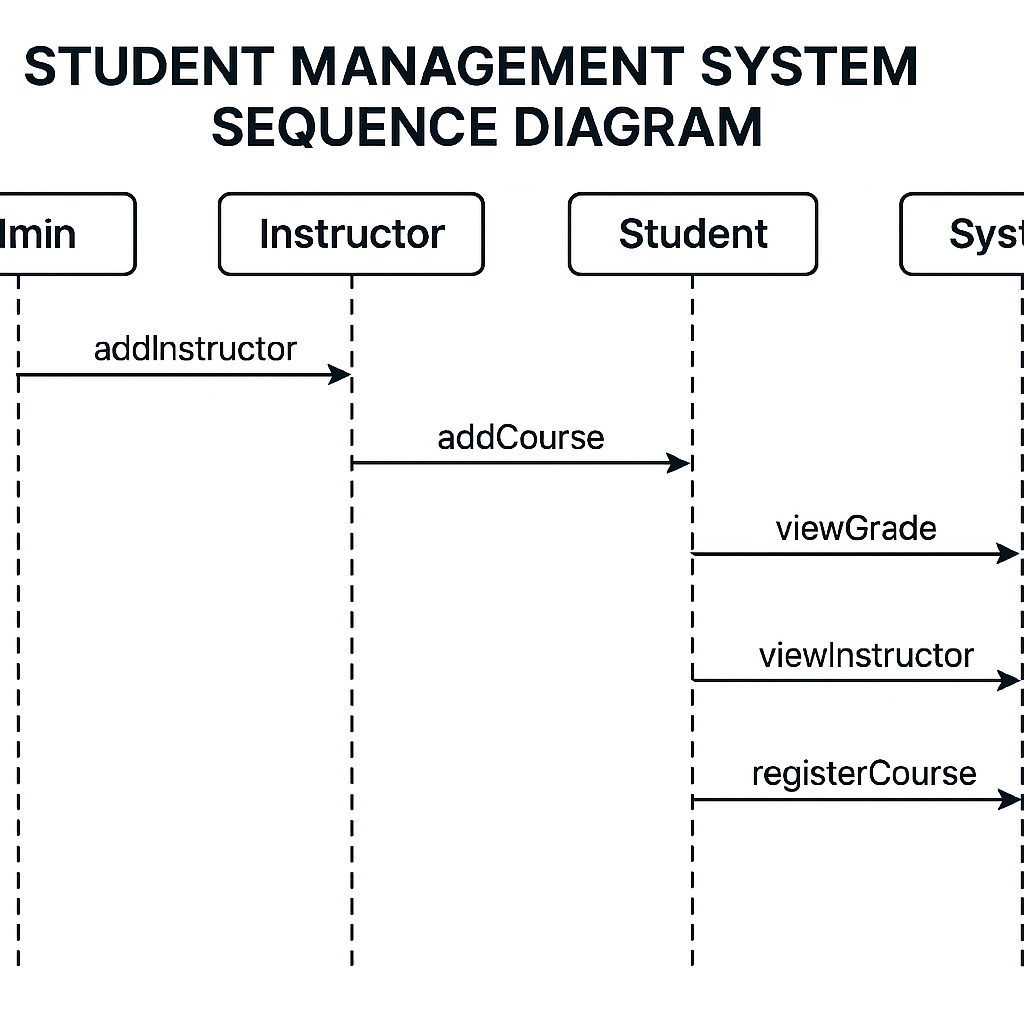 STUDENT MANAGEMENT SYSTEM
SEQUENCE DIAGRAM
Instructor
Student
addInstructor
addCourse
viewGrade
viewInstructor
registerCourse